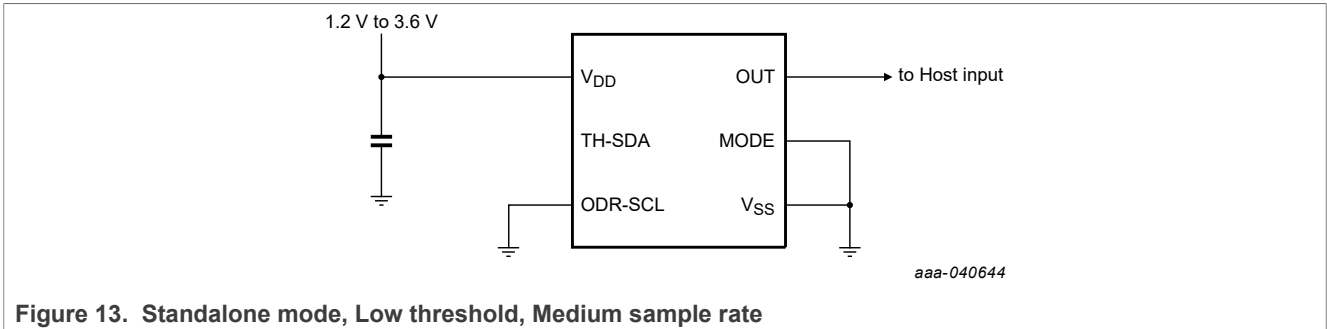 1.2 V to 3.6 V
VDD
OUT
to Host input
TH-SDA
MODE
ODR-SCL
VSS
aaa-040644
Figure 13. Standalone mode, Low threshold, Medium sample rate